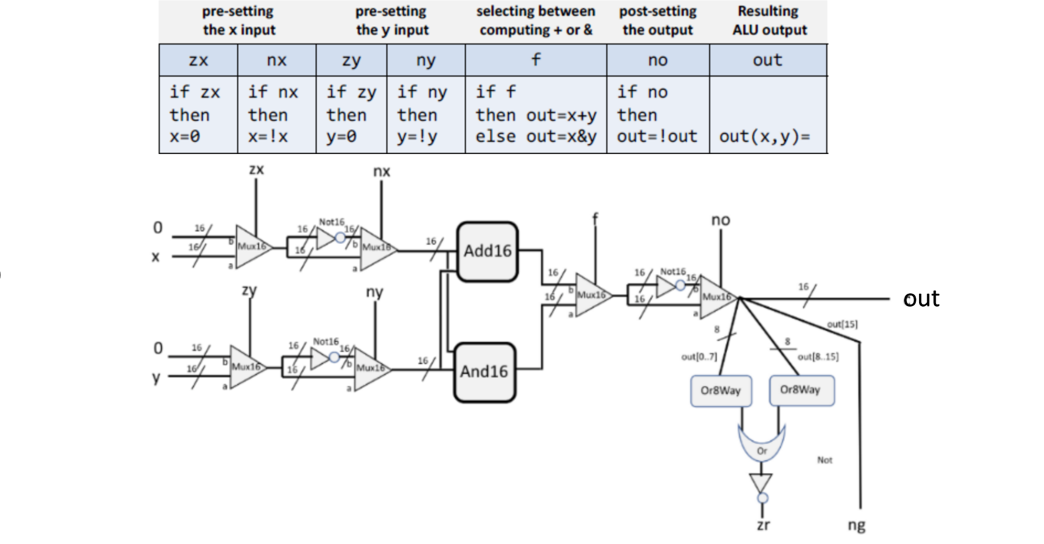 pre-setting the x input
pre-setting the y input
selecting between computing + or &
post-setting the output
Resulting ALU output
zx nx zy ny f no out
if zx then x=0
if nx then x=!x
if zy then y=0
if ny then y=!y
if f then out=x+y else out=x&y
if no then out=!out
out(x,y)=
zx
nx
0
x
16
16
b
a
Mux16
16
16
Not16
16
b
a
Mux16
16
Add16
f
no
16
16
b
a
Mux16
16
16
Not16
16
b
a
Mux16
16
out
zy
ny
0
y
16
16
b
a
Mux16
16
16
Not16
16
b
a
Mux16
16
And16
8
out[0..7]
8
out[8..15]
out[15]
Or8Way
Or8Way
Or
Not
zr
ng